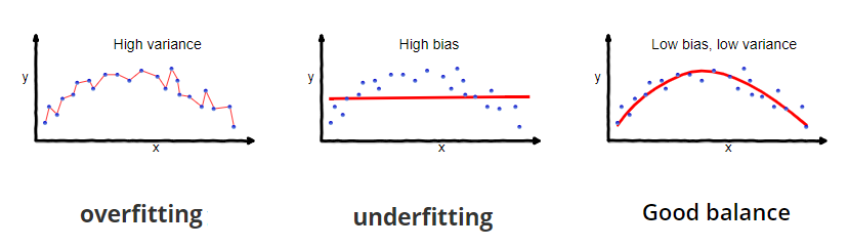 High variance
y
x
overfitting
High bias
y
x
underfitting
Low bias, low variance
y
x
Good balance